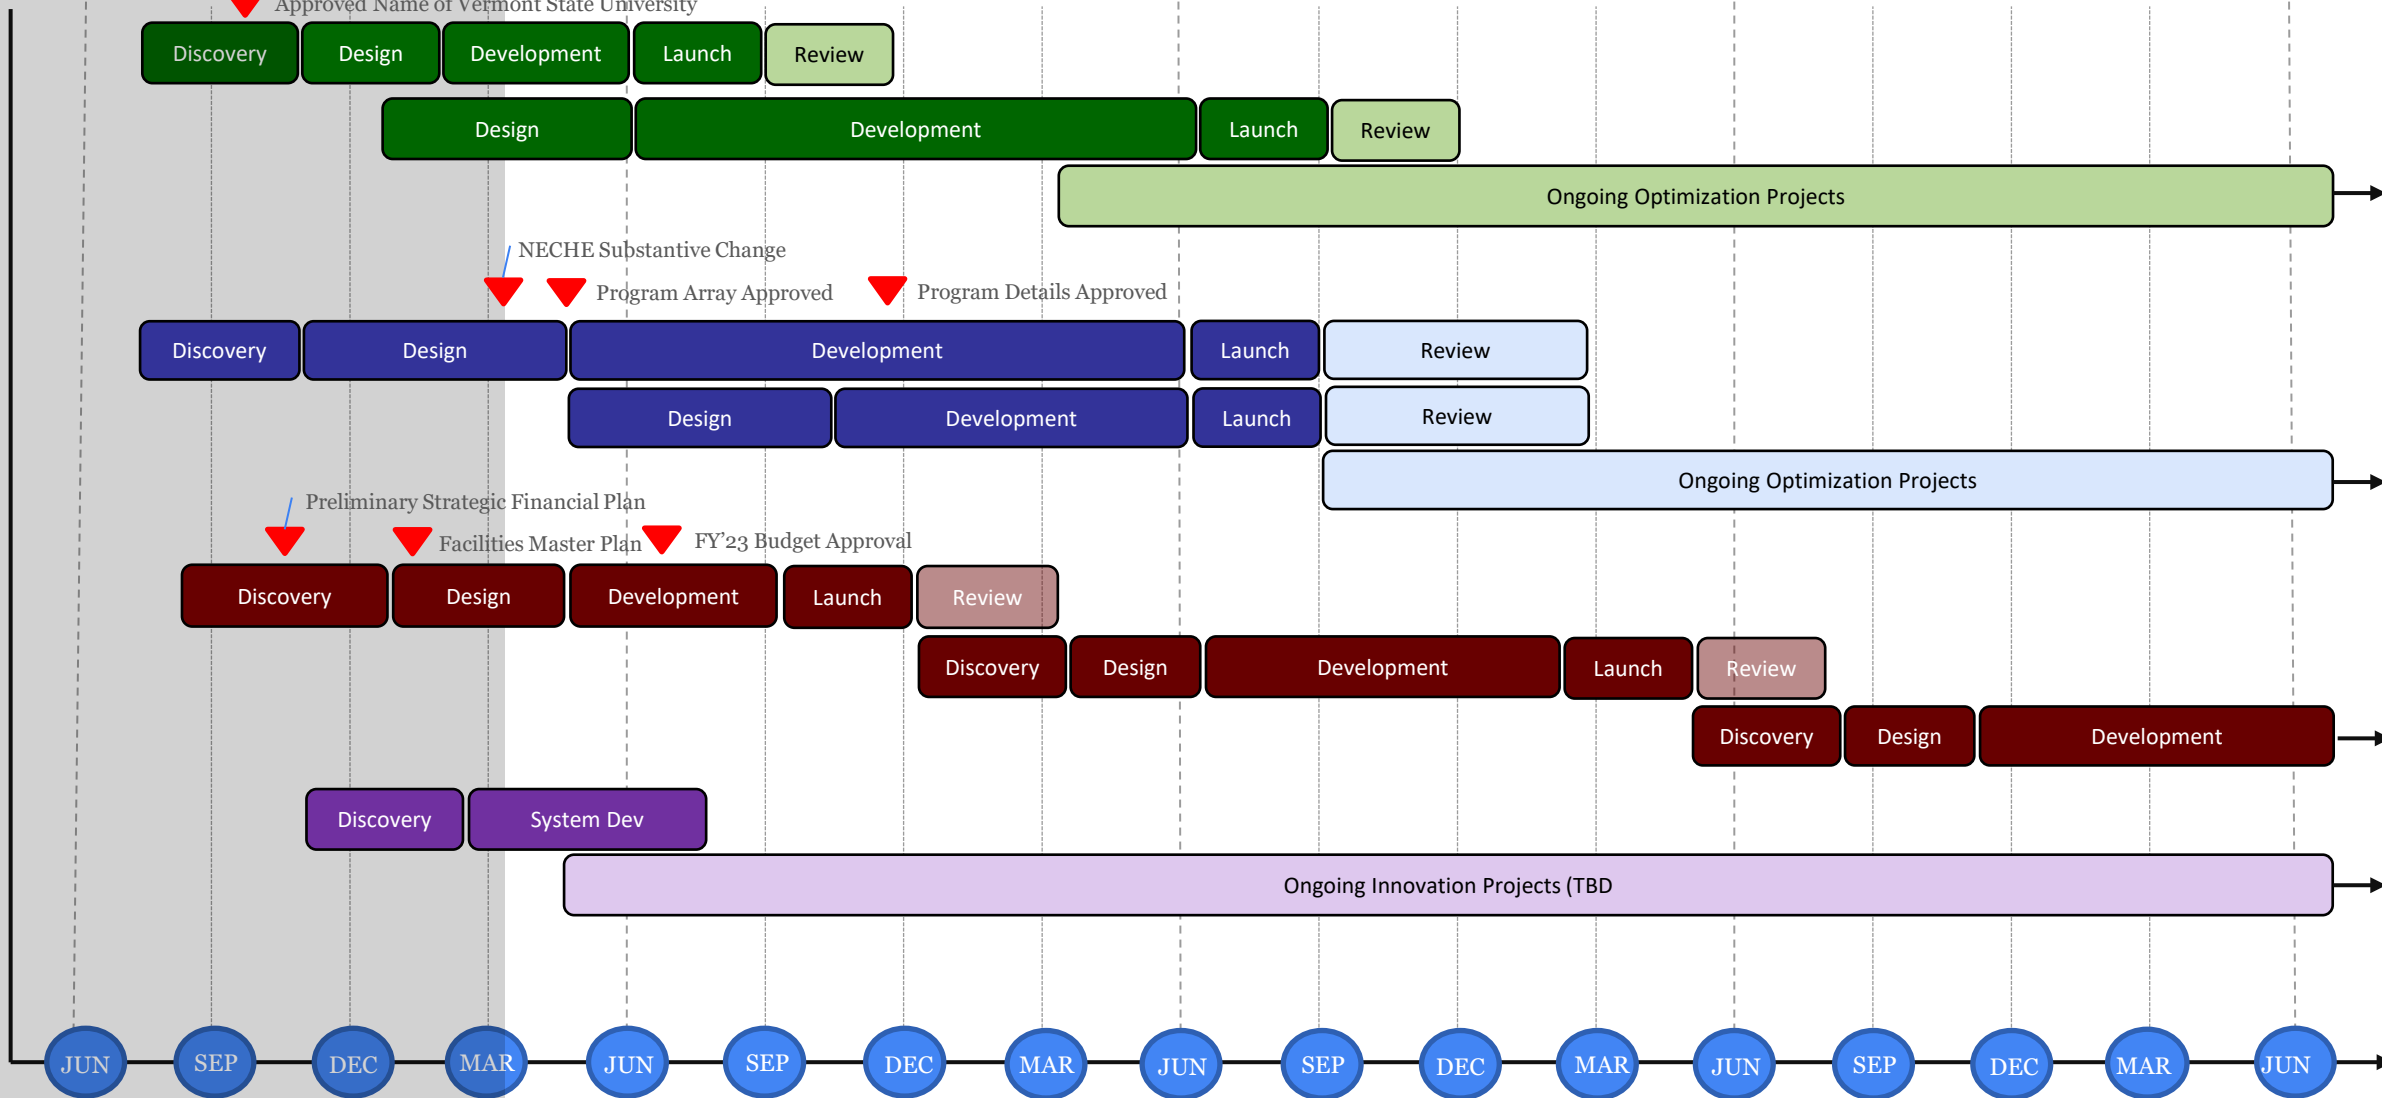 Approved Name of Vermont State University
Discovery Design Development Launch Review
Design Development Launch Review
Ongoing Optimization Projects
NECHE Substantive Change
Program Array Approved Program Details Approved
Discovery Design Development Launch Review
Design Development Launch Review
Ongoing Optimization Projects
Preliminary Strategic Financial Plan
Facilities Master Plan FY'23 Budget Approval
Discovery Design Development Launch Review
Discovery Design Development Launch Review
Discovery Design Development
Discovery System Dev
Ongoing Innovation Projects (TBD
JUN SEP DEC MAR JUN SEP DEC MAR JUN SEP DEC MAR JUN SEP DEC MAR JUN